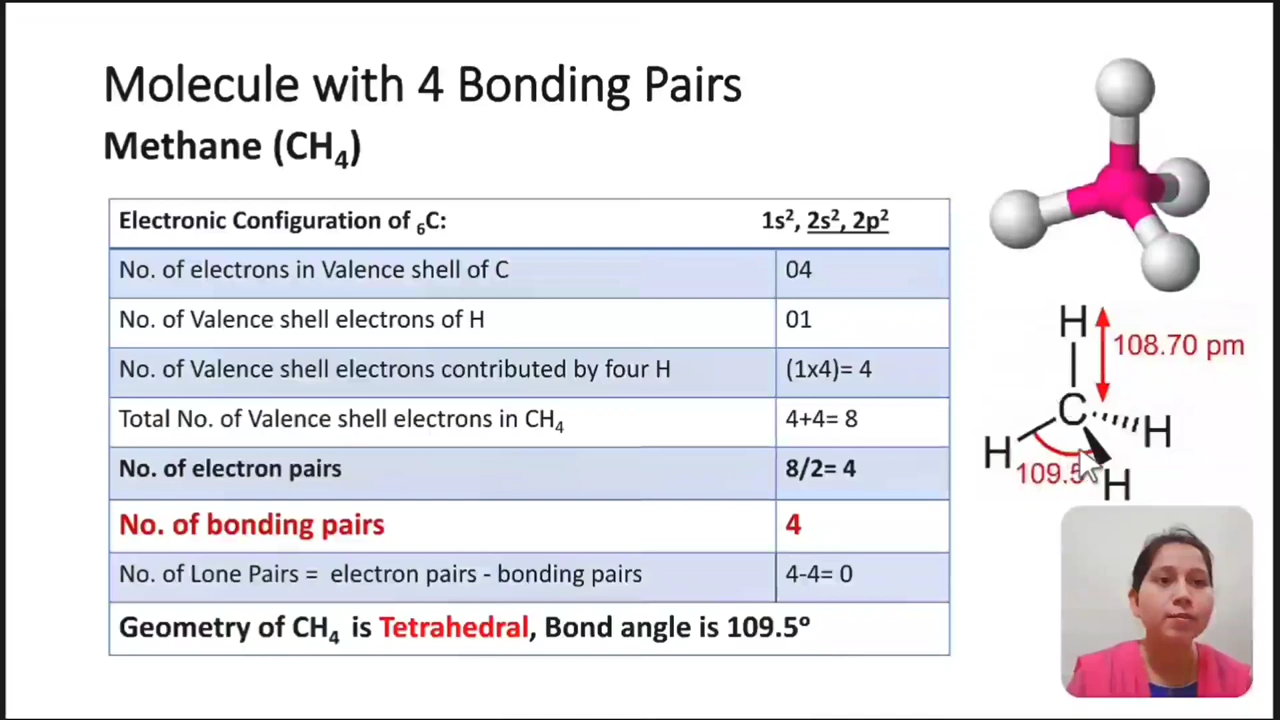 Molecule with 4 Bonding Pairs
Methane (CH₄)
Electronic Configuration of ₆C: 1s², 2s², 2p²
No. of electrons in Valence shell of C 04
No. of Valence shell electrons of H 01
No. of Valence shell electrons contributed by four H (1x4)= 4
Total No. of Valence shell electrons in CH₄ 4+4= 8
No. of electron pairs 8/2= 4
No. of bonding pairs 4
No. of Lone Pairs = electron pairs - bonding pairs 4-4= 0
Geometry of CH₄ is Tetrahedral, Bond angle is 109.5°
H
108.70 pm
C
H
H
109.5
H